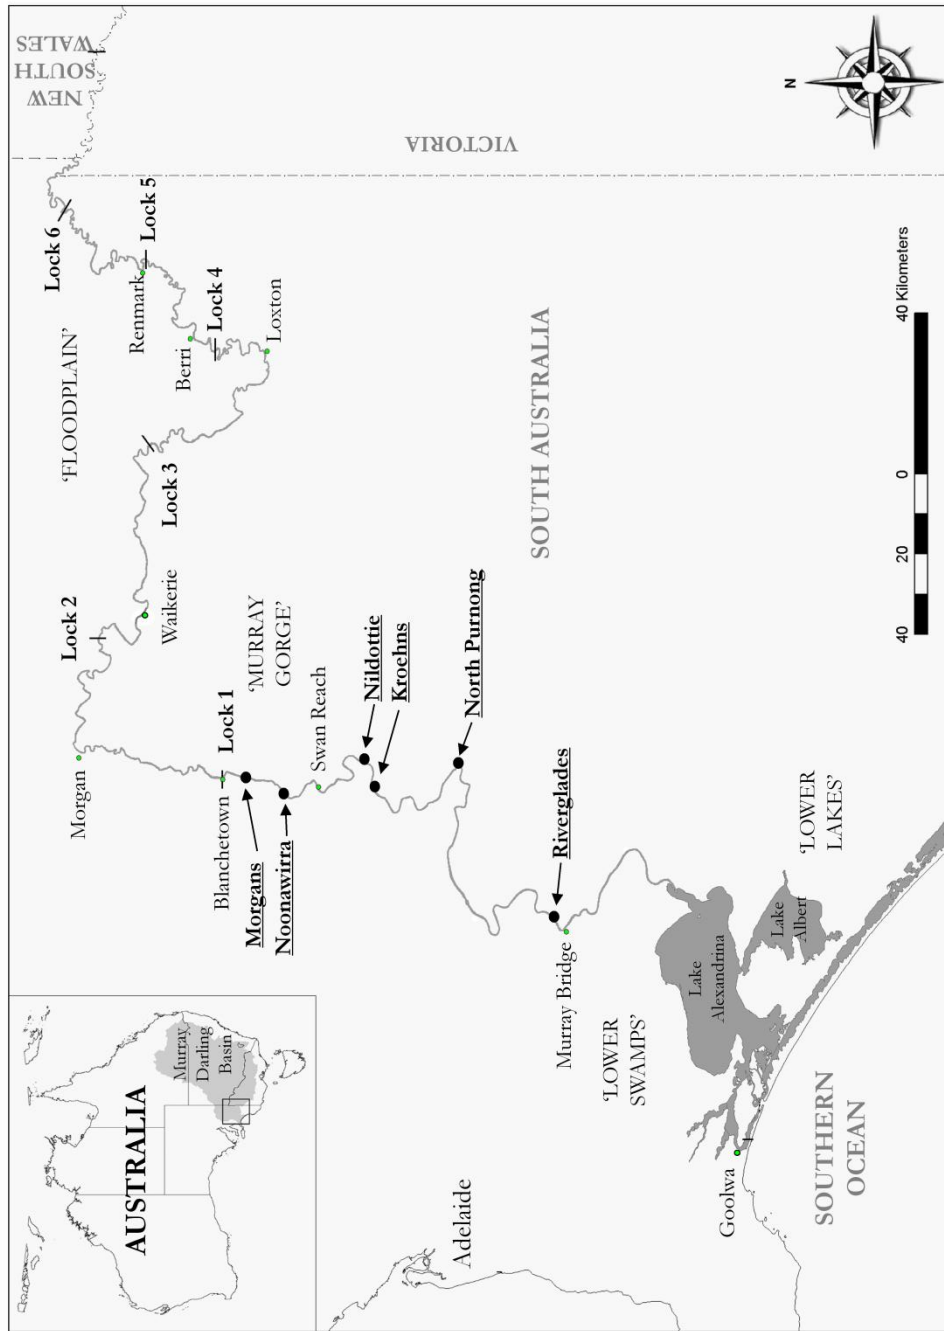 AUSTRALIA
Murray
Darling
Basin
NEW
SOUTH
WALES
VICTORIA
SOUTH AUSTRALIA
'FLOODPLAIN'
Lock 6
Renmark
Lock 5
Berri
Lock 4
Loxton
Lock 3
Waikerie
Lock 2
Morgan
Blanchetown
Lock 1
'MURRAY
GORGE'
Morgans
Noonawirra
Swan Reach
Nildottie
Kroehns
North Purnong
Riverglades
Murray Bridge
'LOWER
SWAMPS'
Lake
Alexandrina
Lake
Albert
'LOWER
LAKES'
Goolwa
SOUTHERN
OCEAN
Adelaide
40 20 0 40 Kilometers
N